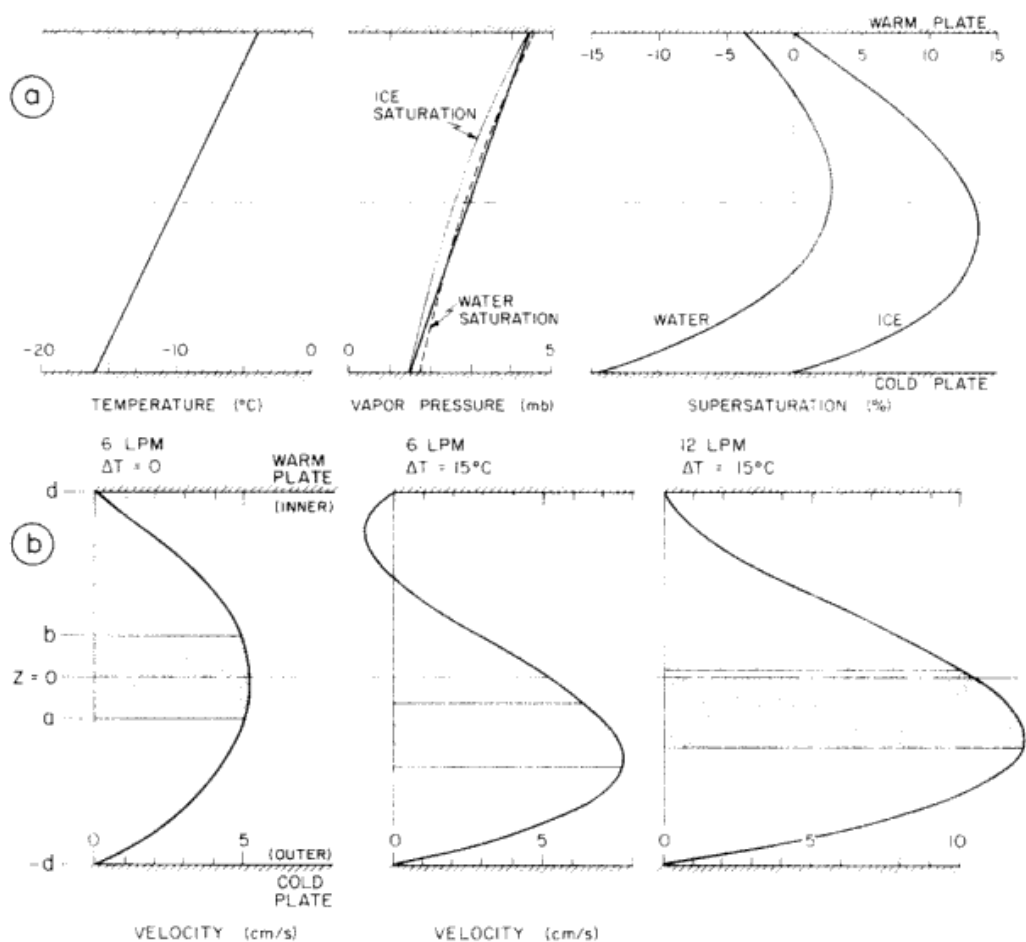 a
WARM PLATE
-15 -10 -5 0 5 10 15
ICE
SATURATION
WATER
SATURATION
WATER
ICE
-20 -10 0
0 5
COLD PLATE
TEMPERATURE (°C)
VAPOR PRESSURE (mb)
SUPERSATURATION (%)
b
6 LPM
ΔT = 0
WARM
PLATE
(INNER)
6 LPM
ΔT = 15°C
12 LPM
ΔT = 15°C
d
b
Z = 0
a
-d
0 5
(OUTER)
COLD
PLATE
0 5
0 5 10
VELOCITY (cm/s)
VELOCITY (cm/s)